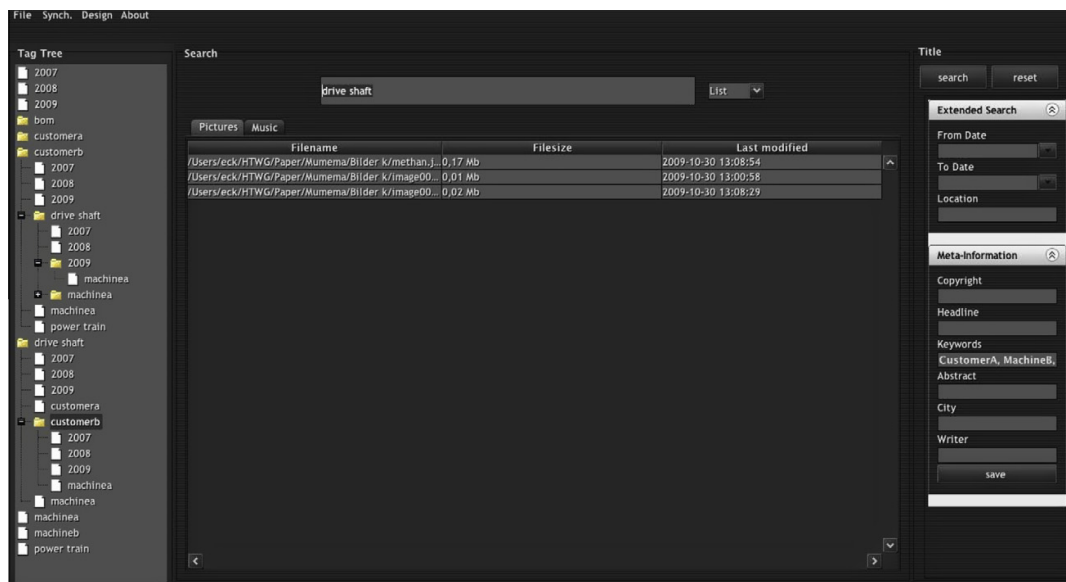 File Synch. Design About
Tag Tree
2007
2008
2009
bom
customera
customerb
2007
2008
2009
drive shaft
2007
2008
2009
machinea
machinea
machinea
power train
drive shaft
2007
2008
2009
customera
customerb
2007
2008
2009
machinea
machinea
machinea
machineb
power train
Search
drive shaft
List
Pictures Music
Filename Filesize Last modified
/Users/eck/HTWG/Paper/Mumema/Bilder k/methan.j... 0,17 Mb 2009-10-30 13:08:54
/Users/eck/HTWG/Paper/Mumema/Bilder k/image00... 0,01 Mb 2009-10-30 13:00:58
/Users/eck/HTWG/Paper/Mumema/Bilder k/image00... 0,02 Mb 2009-10-30 13:08:29
Title
search reset
Extended Search
From Date
To Date
Location
Meta-Information
Copyright
Headline
Keywords
CustomerA, MachineB,
Abstract
City
Writer
save